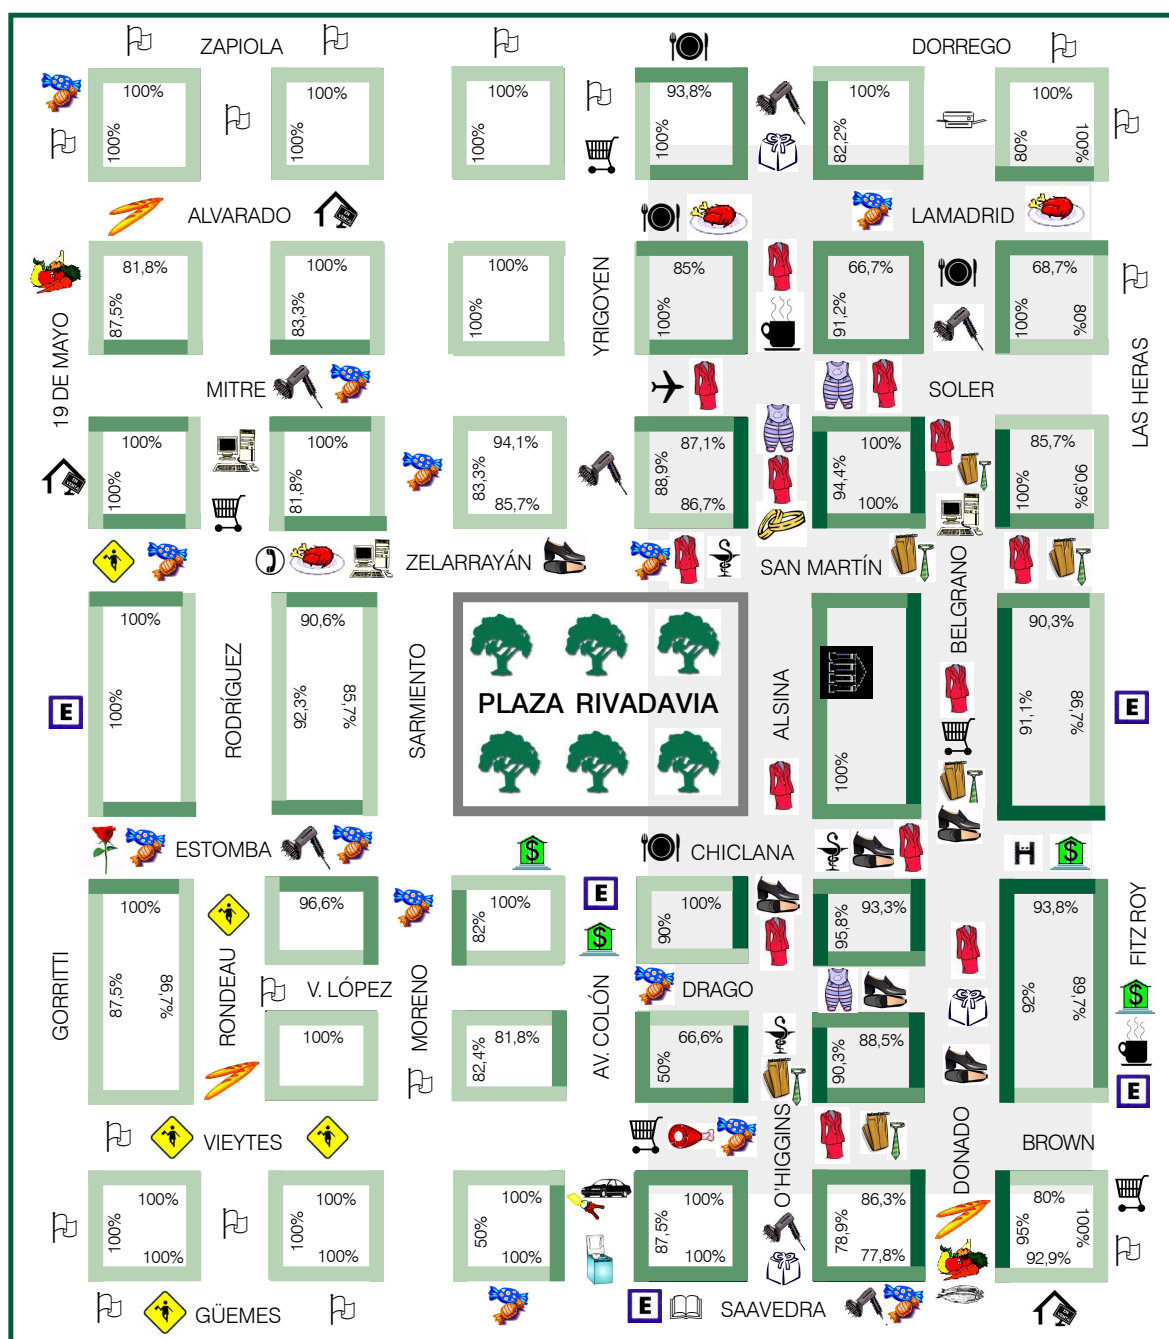 ZAPIOLA
DORREGO
100%
100%
100%
93,8%
100%
100%
100%
100%
100%
100%
82,2%
80%
100%
ALVARADO
LAMADRID
81,8%
100%
100%
85%
66,7%
68,7%
87,5%
83,3%
100%
100%
91,2%
100%
80%
19 DE MAYO
YRIGOYEN
LAS HERAS
MITRE
SOLER
100%
100%
94,1%
87,1%
100%
85,7%
100%
81,8%
83,3%
88,9%
94,4%
100%
90,9%
85,7%
86,7%
100%
ZELARRAYÁN
SAN MARTÍN
BELGRANO
100%
90,6%
90,3%
100%
92,3%
85,7%
100%
91,1%
86,7%
E
RODRÍGUEZ
SARMIENTO
PLAZA RIVADAVIA
ALSINA
E
ESTOMBA
$
CHICLANA
H
$
100%
96,6%
100%
100%
93,3%
93,8%
82%
90%
95,8%
E
$
GORRITTI
87,5%
86,7%
RONDEAU
V. LÓPEZ
MORENO
AV. COLÓN
DRAGO
92%
89,7%
FITZ ROY
$
100%
81,8%
66,6%
88,5%
82,4%
50%
90,3%
E
VIEYTES
O'HIGGINS
DONADO
BROWN
100%
100%
100%
100%
86,3%
80%
100%
100%
50%
87,5%
78,9%
95%
100%
100%
100%
100%
100%
77,8%
92,9%
GÜEMES
E
SAAVEDRA